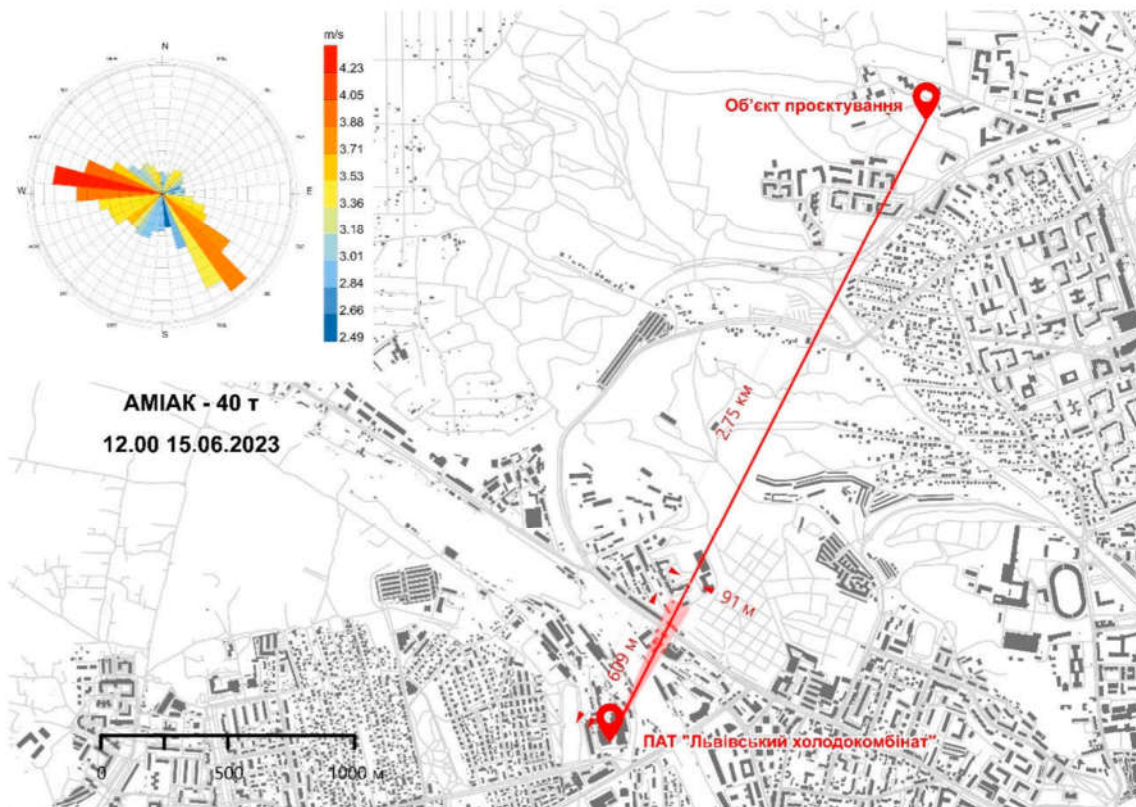 m/s
N
4.23
4.05
3.88
3.71
3.53
3.36
3.18
3.01
2.84
2.66
2.49
W
E
S
Об’єкт проєктування
АМІАК - 40 т
12.00 15.06.2023
2.75 км
91 м
609 м
ПАТ "Львівський холодокомбінат"
0 500 1000 м